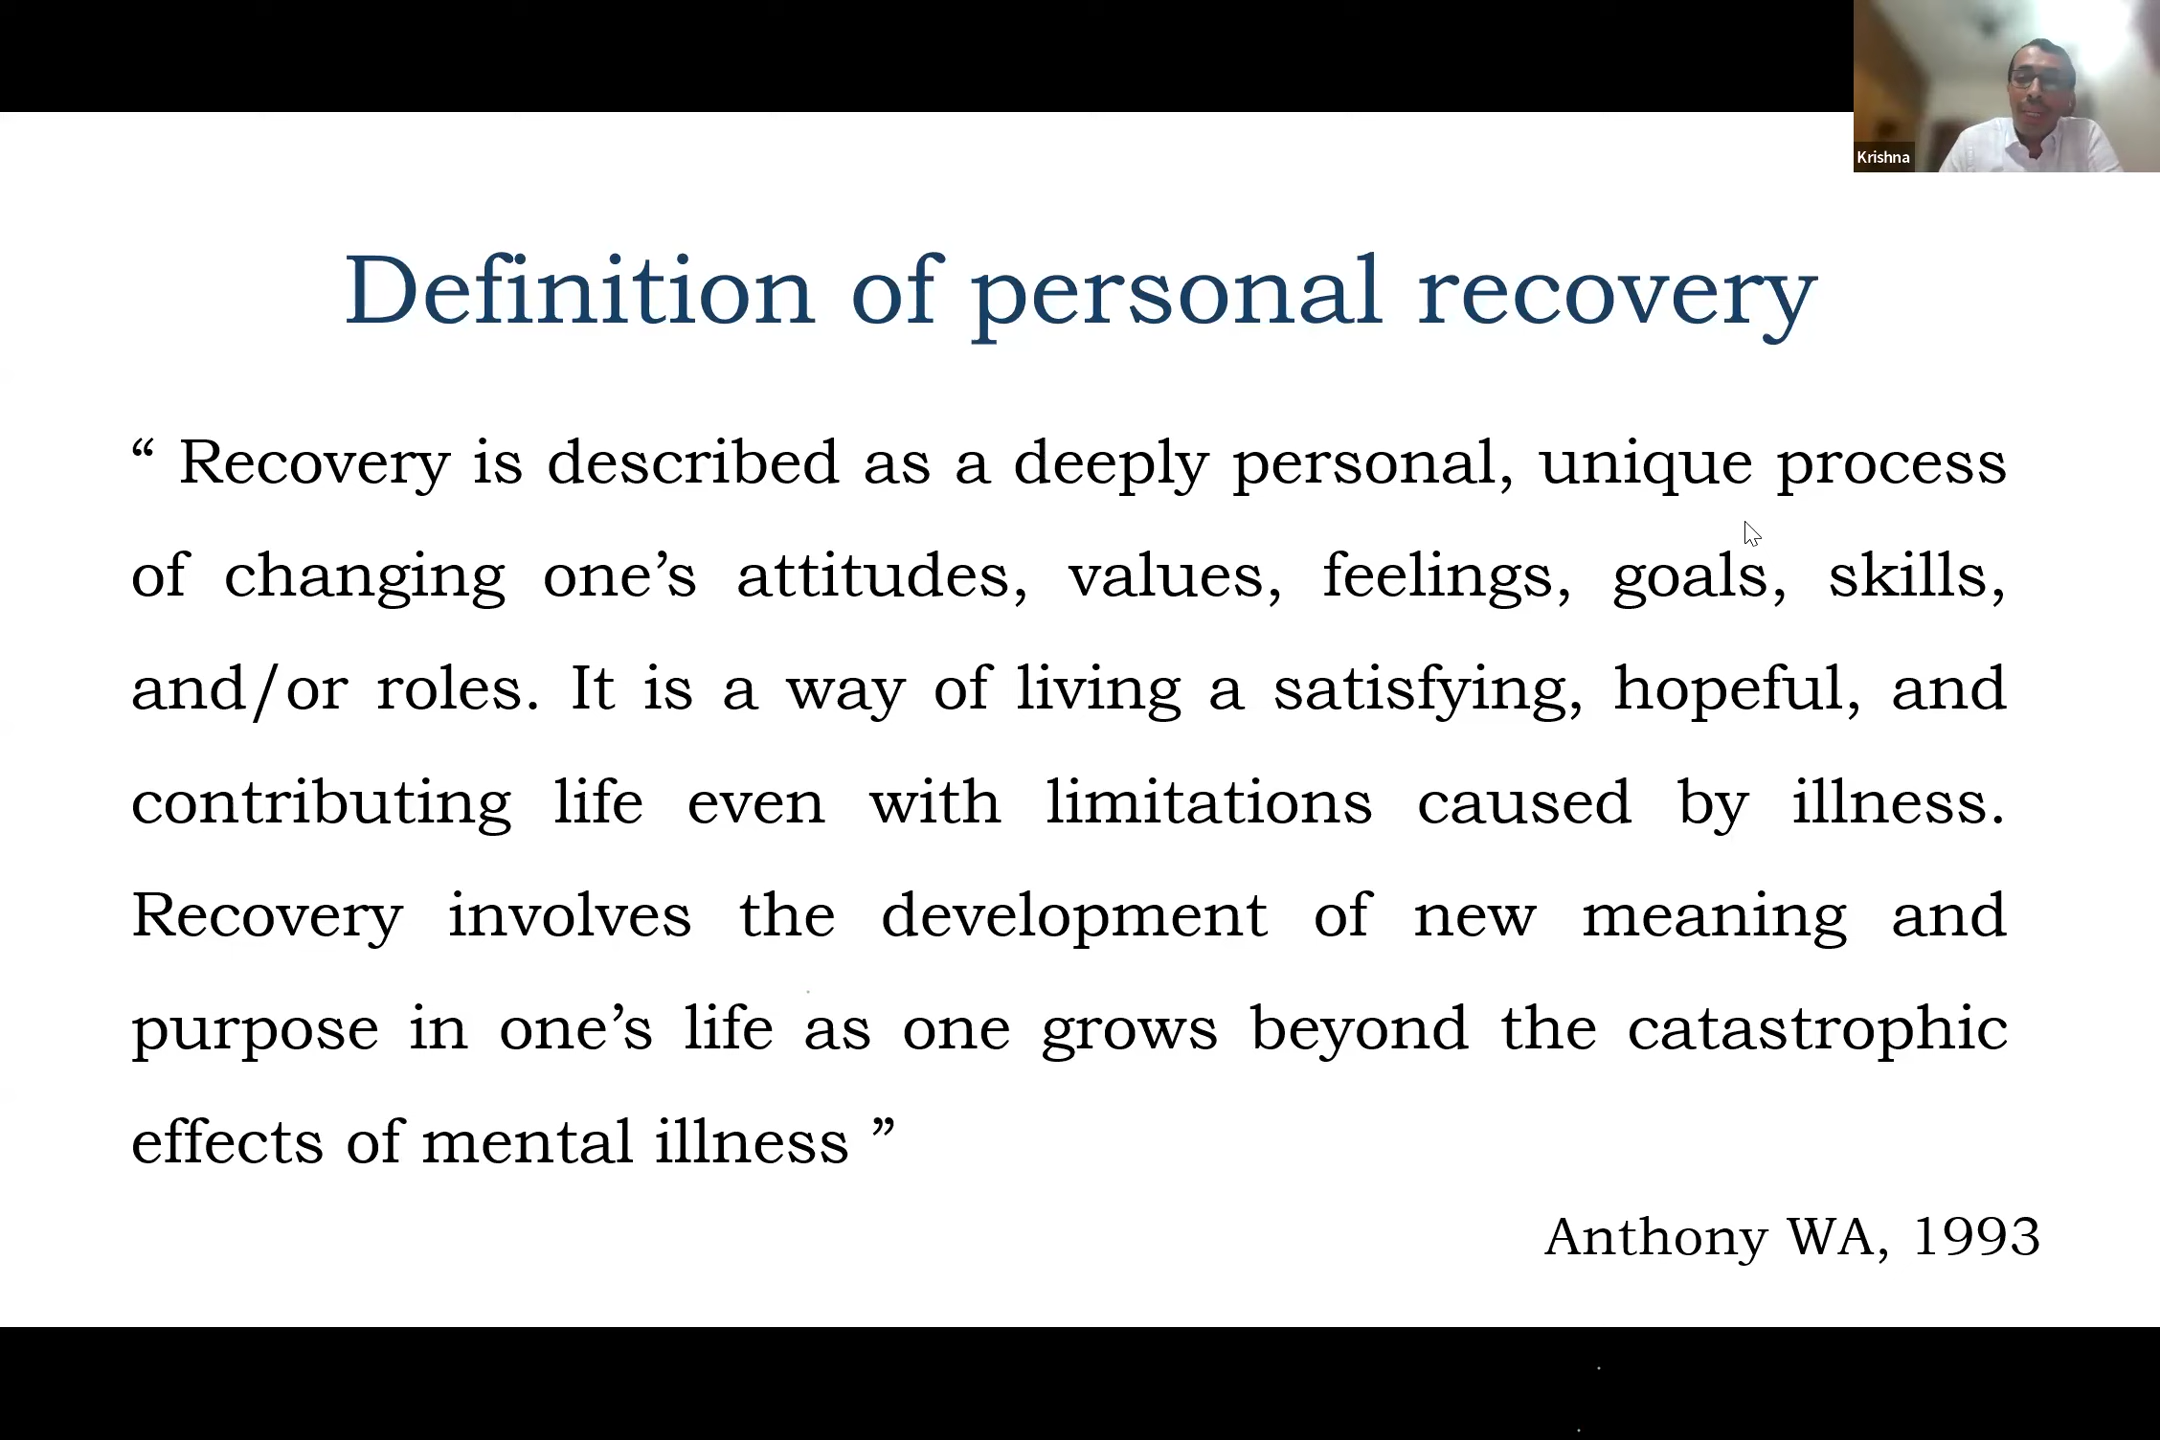 Krishna
Definition of personal recovery
“ Recovery is described as a deeply personal, unique process
of changing one’s attitudes, values, feelings, goals, skills,
and/or roles. It is a way of living a satisfying, hopeful, and
contributing life even with limitations caused by illness.
Recovery involves the development of new meaning and
purpose in one’s life as one grows beyond the catastrophic
effects of mental illness ”
Anthony WA, 1993